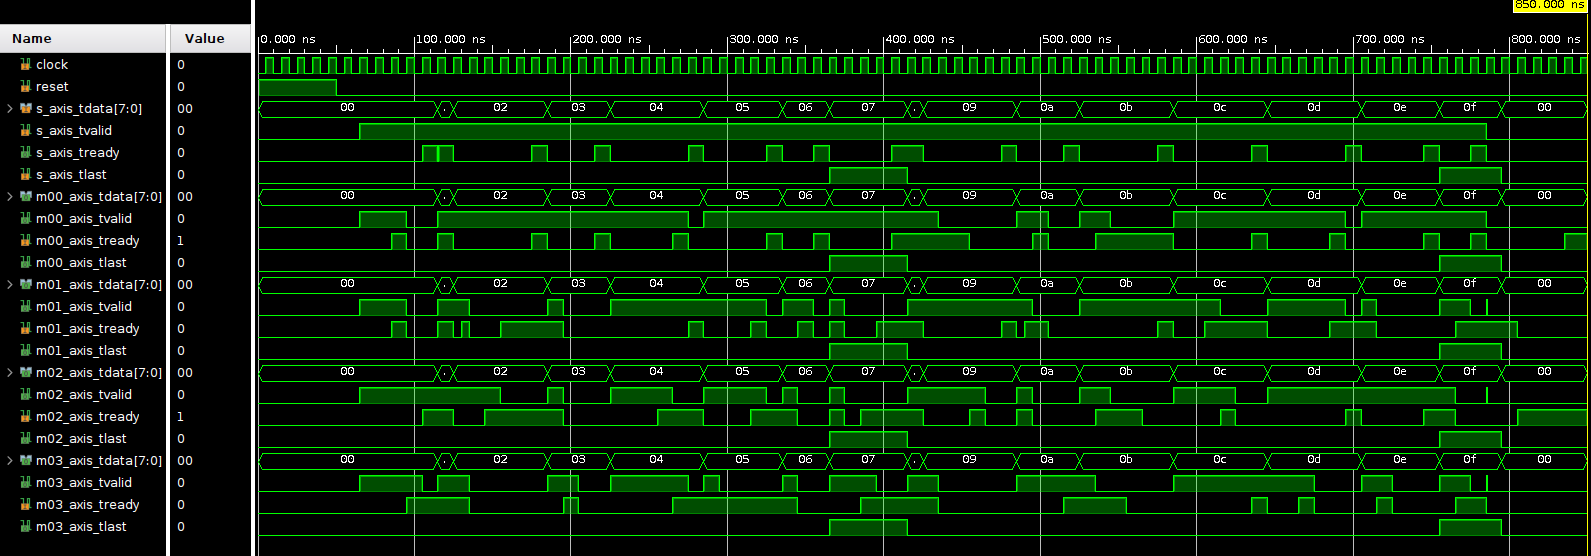 850.000 ns
Name Value
0.000 ns 100.000 ns 200.000 ns 300.000 ns 400.000 ns 500.000 ns 600.000 ns 700.000 ns 800.000 ns
clock 0
reset 0
s_axis_tdata[7:0] 00 00 . 02 03 04 05 06 07 . 09 0a 0b 0c 0d 0e 0f 00
s_axis_tvalid 0
s_axis_tready 0
s_axis_tlast 0
m00_axis_tdata[7:0] 00 00 . 02 03 04 05 06 07 . 09 0a 0b 0c 0d 0e 0f 00
m00_axis_tvalid 0
m00_axis_tready 1
m00_axis_tlast 0
m01_axis_tdata[7:0] 00 00 . 02 03 04 05 06 07 . 09 0a 0b 0c 0d 0e 0f 00
m01_axis_tvalid 0
m01_axis_tready 0
m01_axis_tlast 0
m02_axis_tdata[7:0] 00 00 . 02 03 04 05 06 07 . 09 0a 0b 0c 0d 0e 0f 00
m02_axis_tvalid 0
m02_axis_tready 1
m02_axis_tlast 0
m03_axis_tdata[7:0] 00 00 . 02 03 04 05 06 07 . 09 0a 0b 0c 0d 0e 0f 00
m03_axis_tvalid 0
m03_axis_tready 0
m03_axis_tlast 0